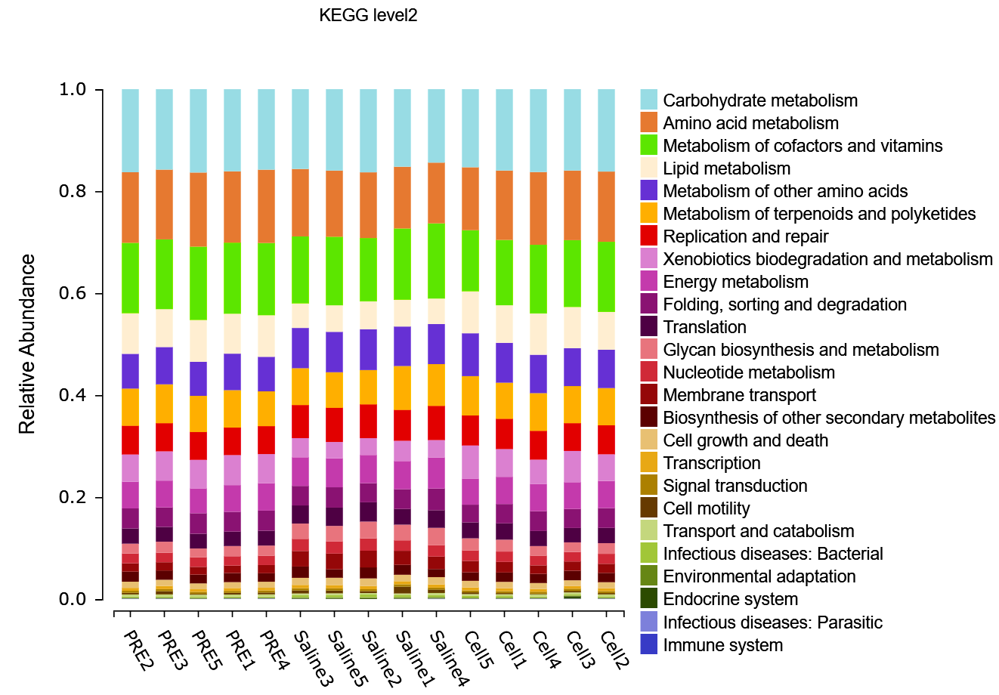 KEGG level2
1.0
0.8
0.6
0.4
0.2
0.0
Relative Abundance
PRE2
PRE3
PRE5
PRE1
PRE4
Saline3
Saline5
Saline2
Saline1
Saline4
Cell5
Cell1
Cell4
Cell3
Cell2
Carbohydrate metabolism
Amino acid metabolism
Metabolism of cofactors and vitamins
Lipid metabolism
Metabolism of other amino acids
Metabolism of terpenoids and polyketides
Replication and repair
Xenobiotics biodegradation and metabolism
Energy metabolism
Folding, sorting and degradation
Translation
Glycan biosynthesis and metabolism
Nucleotide metabolism
Membrane transport
Biosynthesis of other secondary metabolites
Cell growth and death
Transcription
Signal transduction
Cell motility
Transport and catabolism
Infectious diseases: Bacterial
Environmental adaptation
Endocrine system
Infectious diseases: Parasitic
Immune system